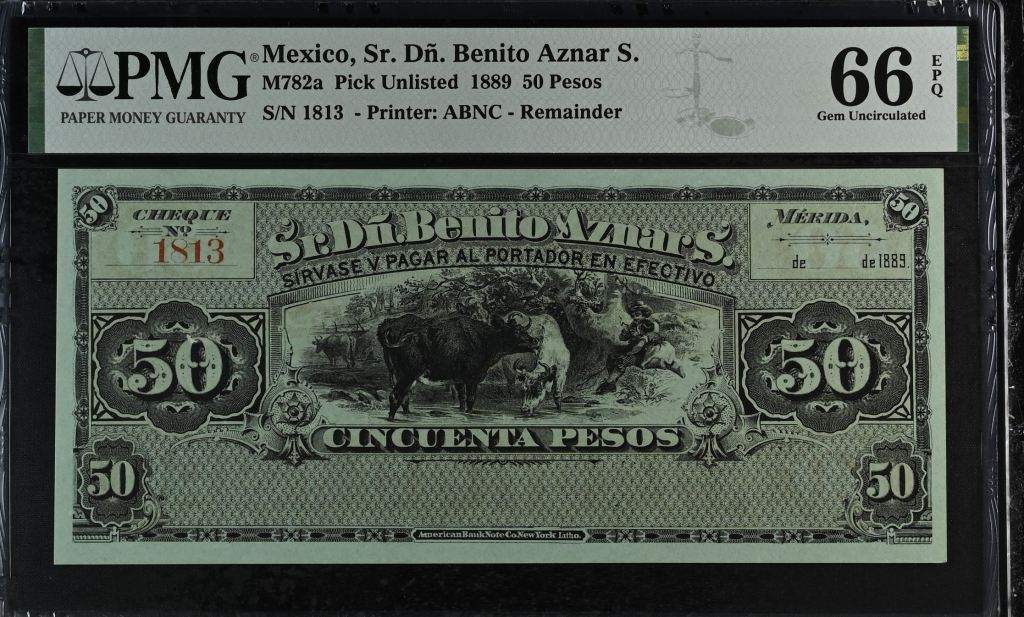 PMG®
PAPER MONEY GUARANTY
Mexico, Sr. Dñ. Benito Aznar S.
M782a Pick Unlisted 1889 50 Pesos
S/N 1813 - Printer: ABNC - Remainder
66 EPQ
Gem Uncirculated
50
50
CHEQUE
Nº
1813
Sr. Dñ. Benito Aznar S.
SIRVASE V PAGAR AL PORTADOR EN EFECTIVO
MÉRIDA,
de de 1889.
50
50
CINCUENTA PESOS
50
50
American Bank Note Co. New York Litho.